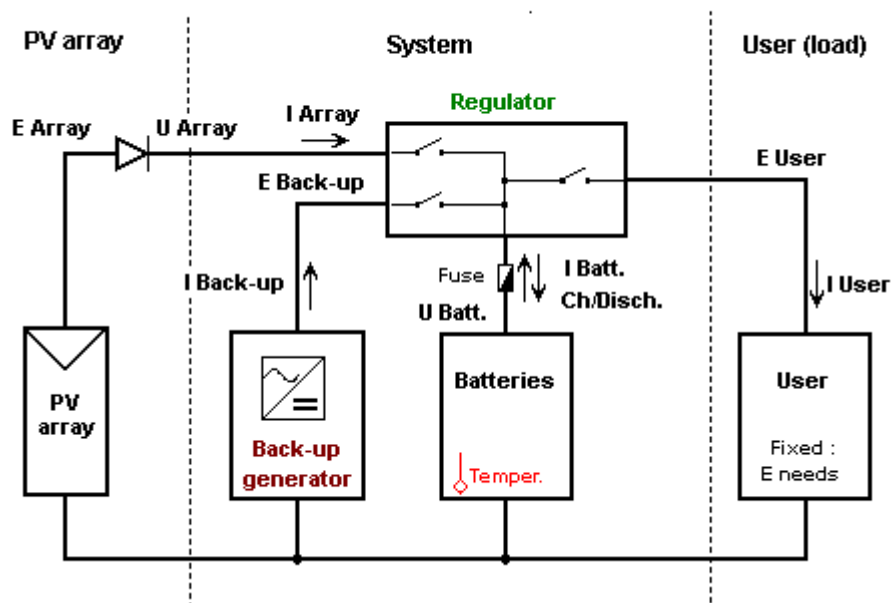 PV array
System
User (load)
Regulator
I Array
E Array
U Array
E User
E Back-up
Fuse
I Batt.
I Back-up
I User
U Batt.
Ch/Disch.
PV
array
Batteries
User
Back-up
generator
Temper.
Fixed :
E needs